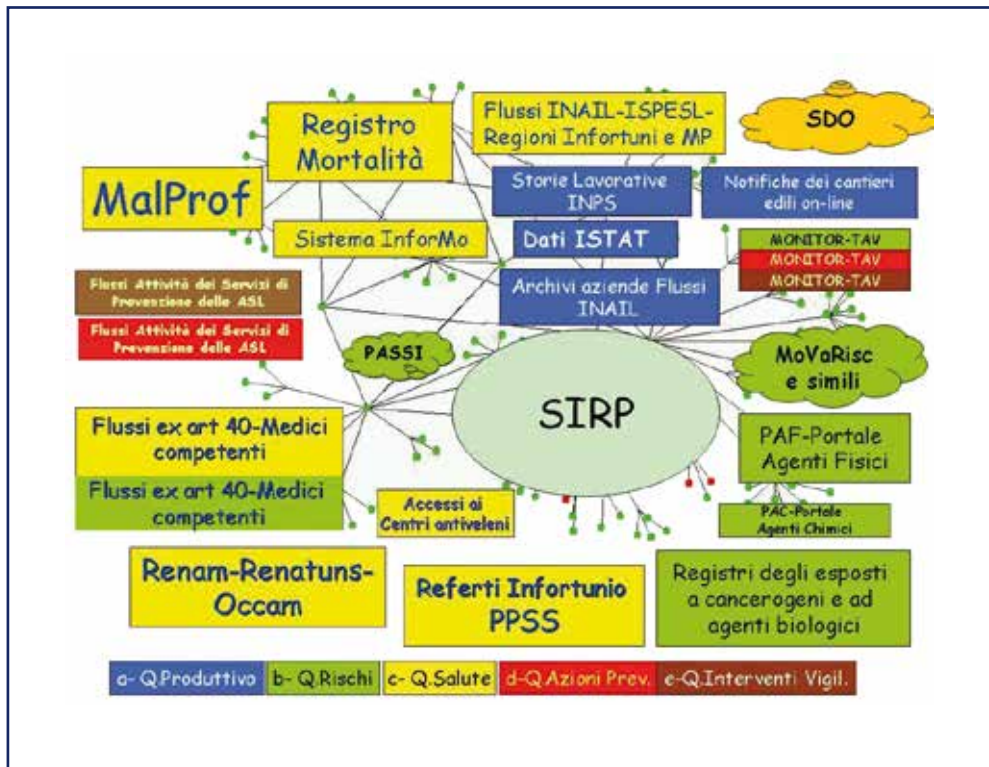 Registro
Mortalità
Flussi INAIL-ISPESL-
Regioni Infortuni e MP
SDO
MalProf
Storie Lavorative
INPS
Notifiche dei cantieri
edili on-line
Sistema InforMo
Dati ISTAT
MONITOR-TAV
MONITOR-TAV
MONITOR-TAV
Flussi Attività dei Servizi di
Prevenzione delle ASL
Archivi aziende Flussi
INAIL
Flussi Attività dei Servizi di
Prevenzione delle ASL
PASSI
MoVaRisc
e simili
SIRP
Flussi ex art 40-Medici
competenti
PAF-Portale
Agenti Fisici
Flussi ex art 40-Medici
competenti
Accessi ai
Centri antiveleni
PAC-Portale
Agenti Chimici
Renam-Renatuns-
Occam
Referti Infortunio
PPSS
Registri degli esposti
a cancerogeni e ad
agenti biologici
a- Q.Produttivo
b- Q.Rischi
c- Q.Salute
d-Q.Azioni Prev.
e-Q.Interventi Vigil.